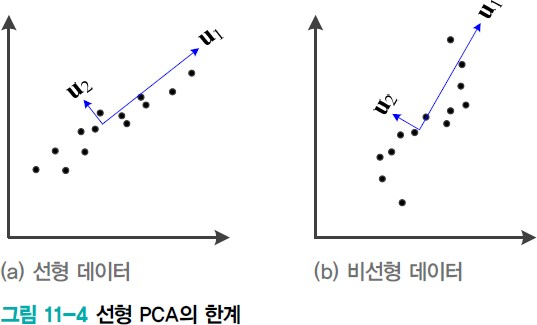 u₁
u₂
u₁
u₂
(a) 선형 데이터
(b) 비선형 데이터
그림 11-4 선형 PCA의 한계